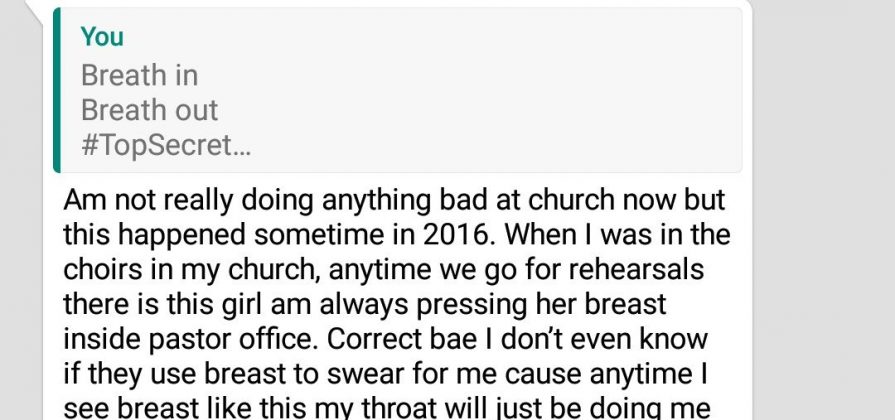 You
Breath in
Breath out
#TopSecret...
Am not really doing anything bad at church now but
this happened sometime in 2016. When I was in the
choirs in my church, anytime we go for rehearsals
there is this girl am always pressing her breast
inside pastor office. Correct bae I don't even know
if they use breast to swear for me cause anytime I
see breast like this my throat will just be doing me